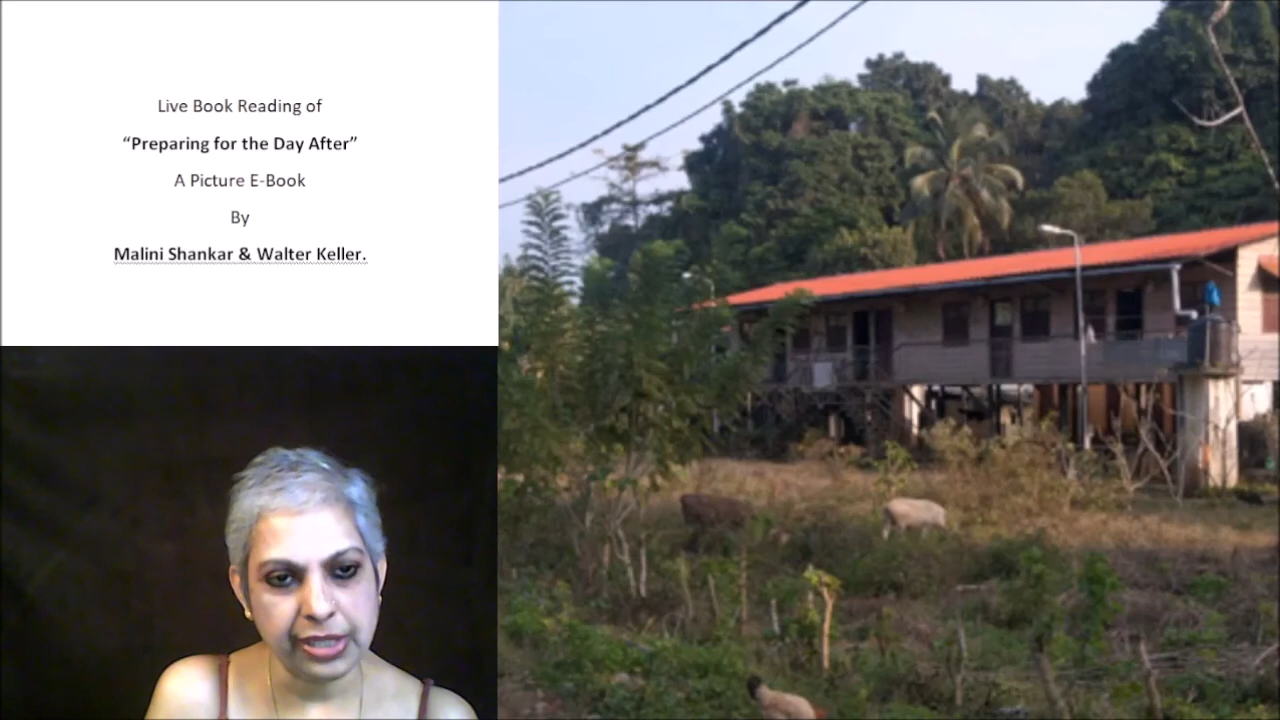 Live Book Reading of
“Preparing for the Day After”
A Picture E-Book
By
Malini Shankar & Walter Keller.